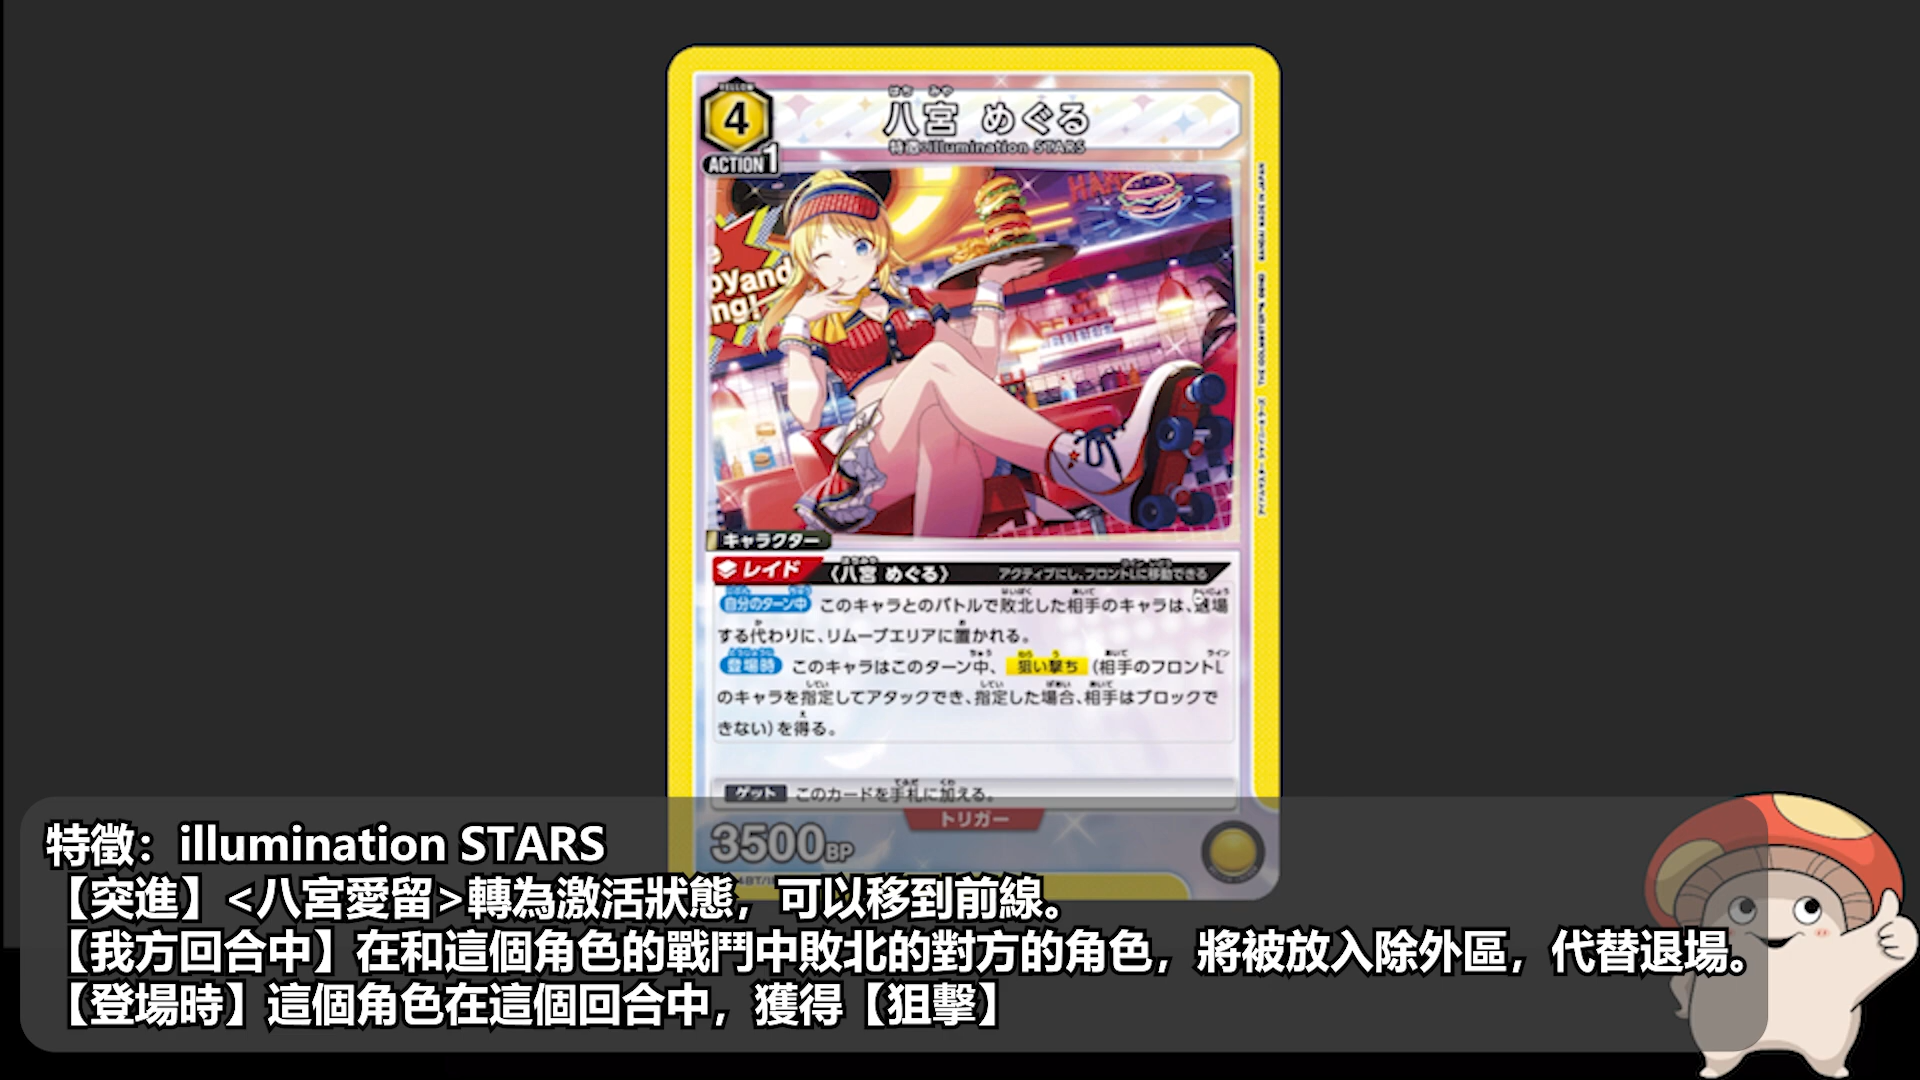 YELLOW
4
ACTION 1
はち みや
八宮 めぐる
特徴:illumination STARS
pyand
ng!
HAM
キャラクター
レイド 〈八宮 めぐる〉 アクティブにし、フロントLに移動できる
自分のターン中 このキャラとのバトルで敗北した相手のキャラは、退場
する代わりに、リムーブエリアに置かれる。
登場時 このキャラはこのターン中、狙い撃ち(相手のフロントL
のキャラを指定してアタックでき、指定した場合、相手はブロックで
きない)を得る。
ゲット このカードを手札に加える。
トリガー
3500BP
特徵：illumination STARS
【突進】<八宮愛留>轉為激活狀態，可以移到前線。
【我方回合中】在和這個角色的戰鬥中敗北的對方的角色，將被放入除外區，代替退場。
【登場時】這個角色在這個回合中，獲得【狙擊】